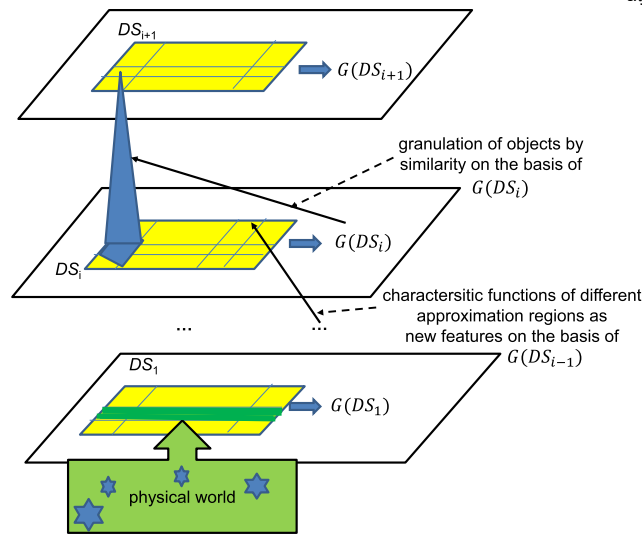 DS_{i+1}
G(DS_{i+1})
granulation of objects by
similarity on the basis of
G(DS_i)
G(DS_i)
DS_i
charactersitic functions of different
approximation regions as
new features on the basis of
G(DS_{i-1})
...
...
DS_1
G(DS_1)
physical world